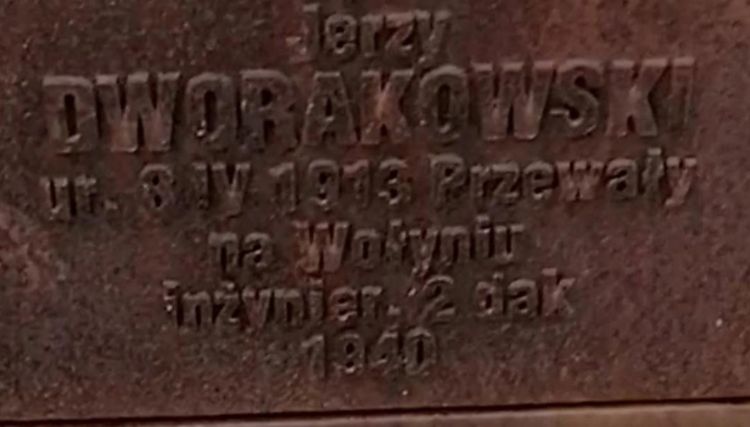 Jerzy
DWORAKOWSKI
ur. 8 IV 1913 Przewały
na Wołyniu
inżynier. 2 dak
1940